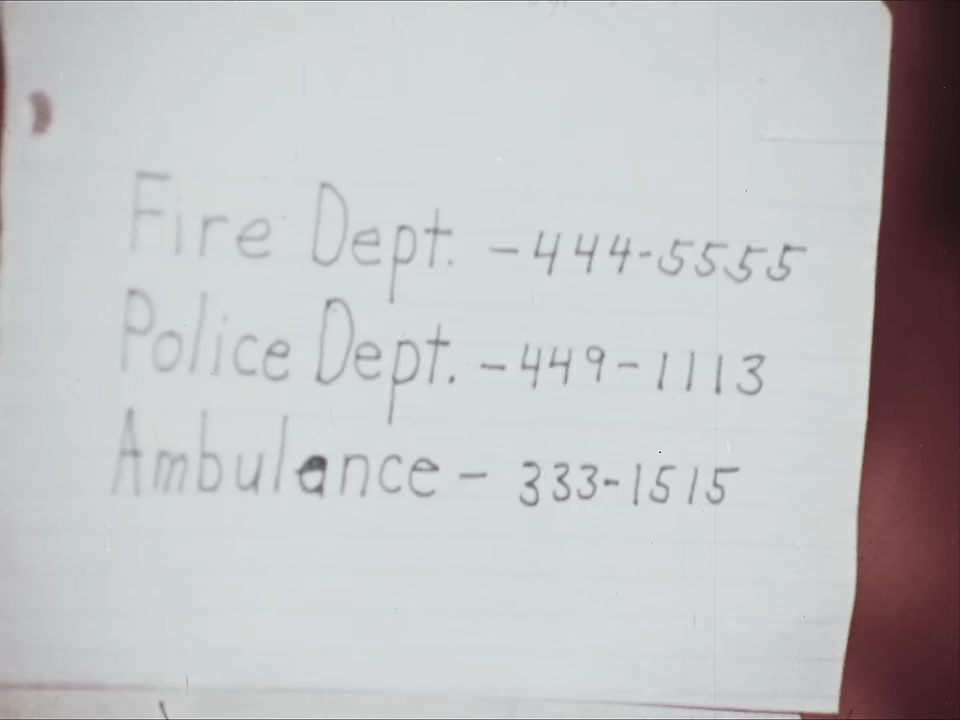 Fire Dept. - 444-5555
Police Dept. - 449-1113
Ambulance - 333-1515